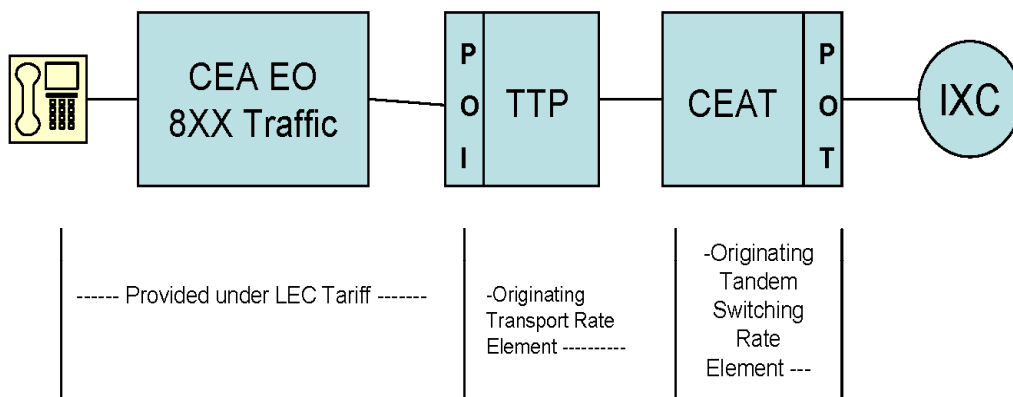 CEA EO
8XX Traffic
P
O
I
TTP
CEAT
P
O
T
IXC
------ Provided under LEC Tariff -------
-Originating
Transport Rate
Element ----------
-Originating
Tandem
Switching
Rate
Element ---